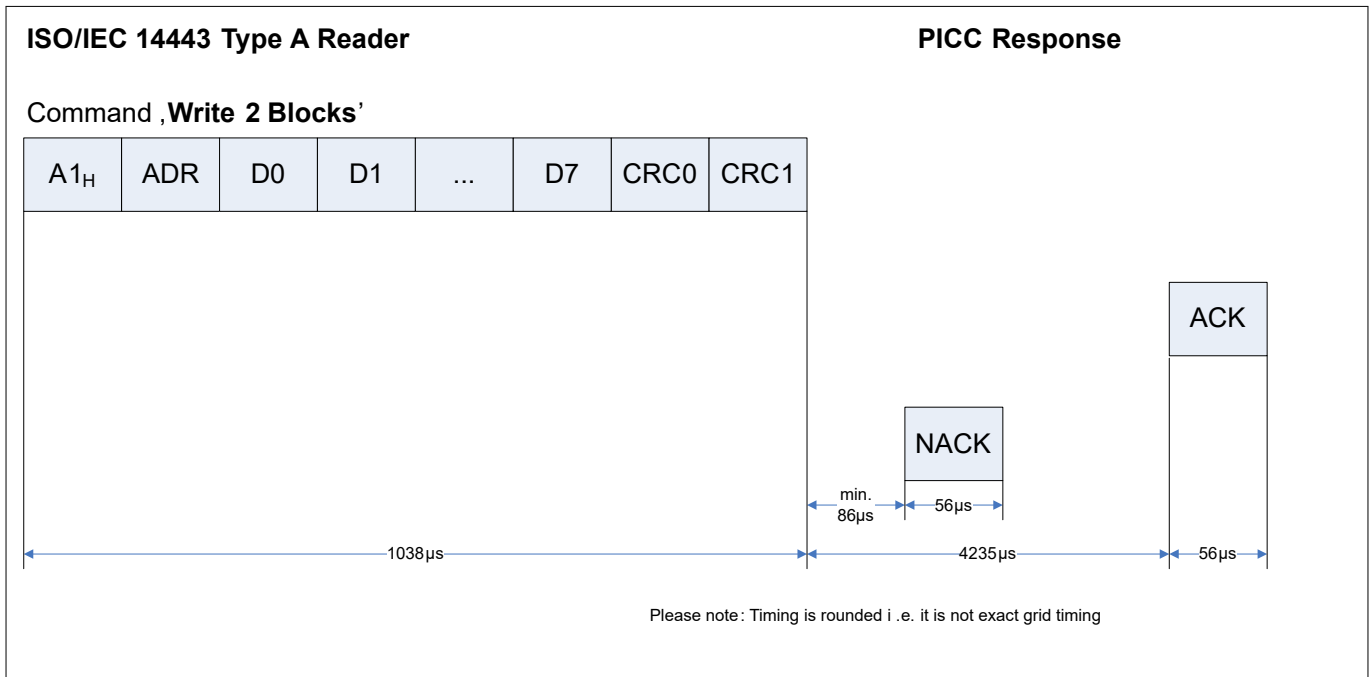 ISO/IEC 14443 Type A Reader
PICC Response
Command ‚Write 2 Blocks’
A1H ADR D0 D1 ... D7 CRC0 CRC1
ACK
NACK
min.
86µs
56µs
1038µs
4235µs
56µs
Please note: Timing is rounded i .e. it is not exact grid timing